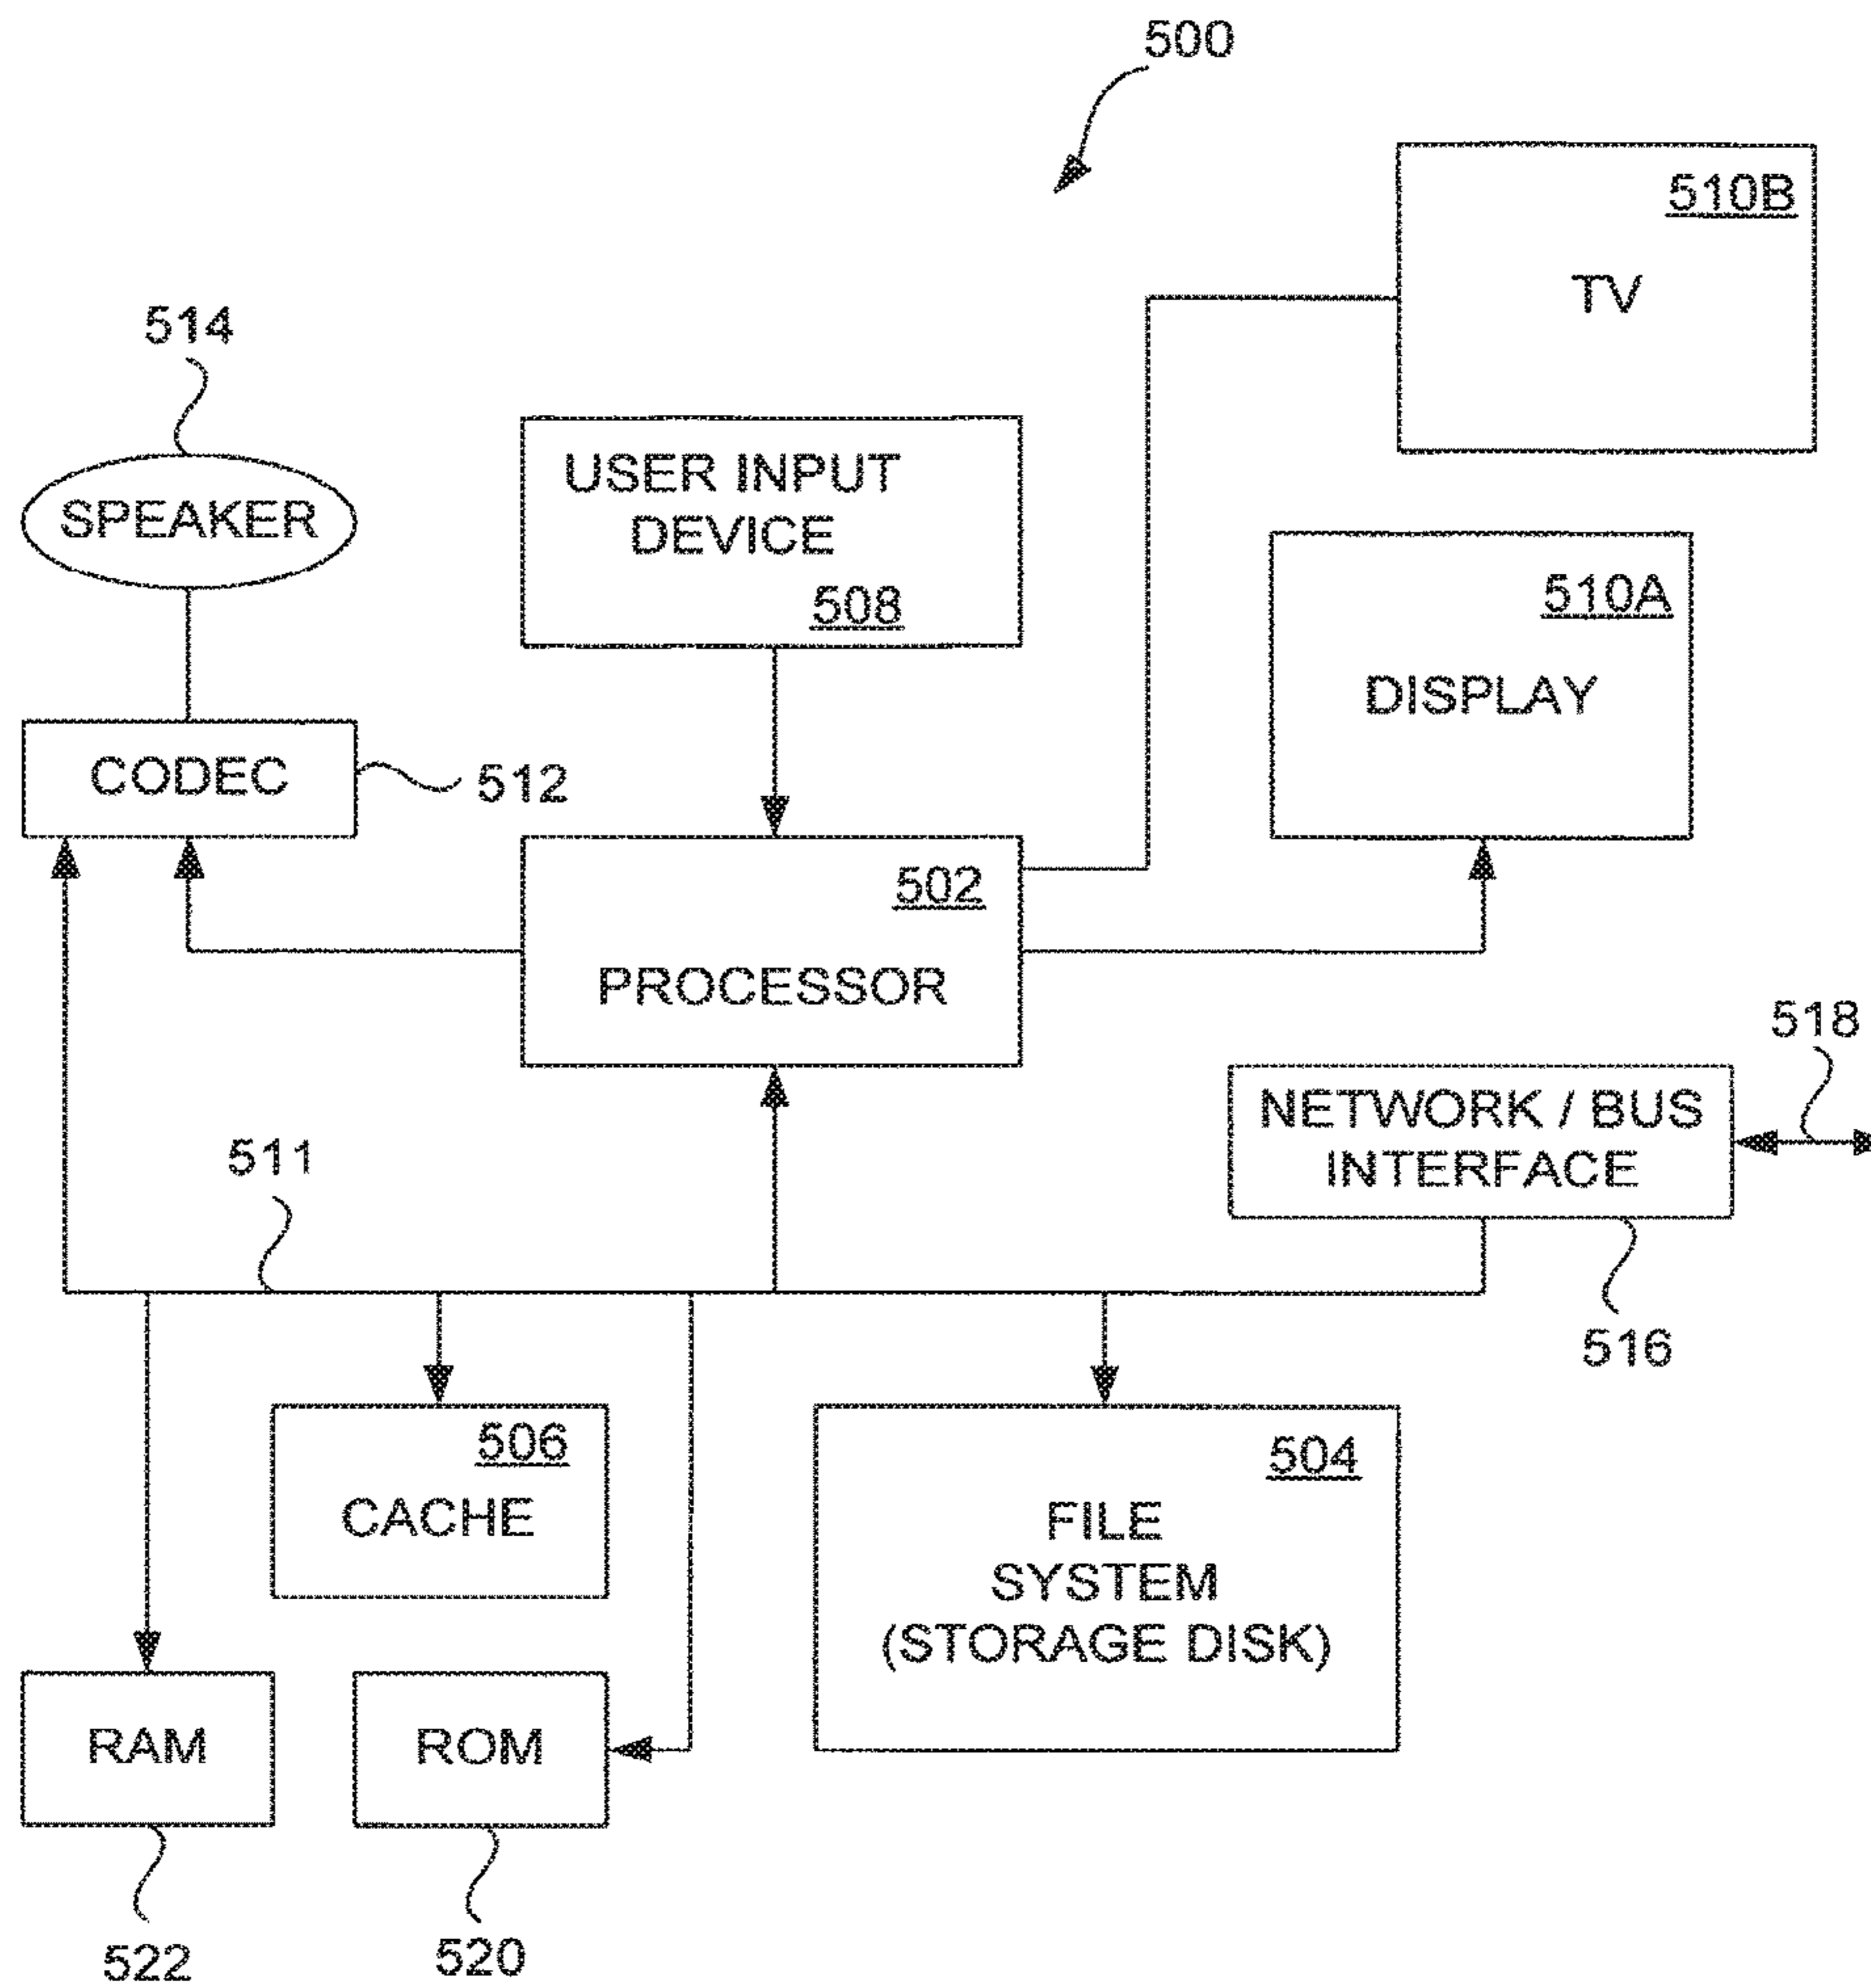 500
510B
TV
514
SPEAKER
USER INPUT
DEVICE
508
510A
DISPLAY
CODEC
512
502
PROCESSOR
518
NETWORK / BUS
INTERFACE
511
516
506
CACHE
504
FILE
SYSTEM
(STORAGE DISK)
RAM
ROM
522
520